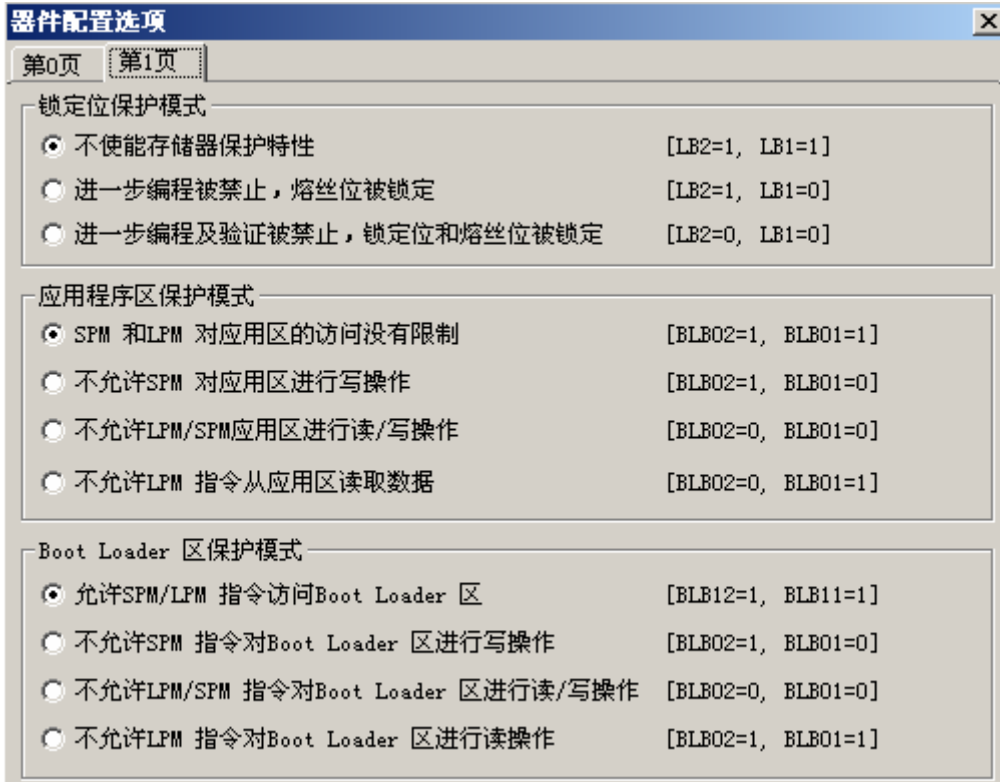 器件配置选项
第0页 第1页
锁定位保护模式
不使能存储器保护特性 [LB2=1, LB1=1]
进一步编程被禁止，熔丝位被锁定 [LB2=1, LB1=0]
进一步编程及验证被禁止，锁定位和熔丝位被锁定 [LB2=0, LB1=0]
应用程序区保护模式
SPM 和LPM 对应用区的访问没有限制 [BLB02=1, BLB01=1]
不允许SPM 对应用区进行写操作 [BLB02=1, BLB01=0]
不允许LPM/SPM应用区进行读/写操作 [BLB02=0, BLB01=0]
不允许LPM 指令从应用区读取数据 [BLB02=0, BLB01=1]
Boot Loader 区保护模式
允许SPM/LPM 指令访问Boot Loader 区 [BLB12=1, BLB11=1]
不允许SPM 指令对Boot Loader 区进行写操作 [BLB02=1, BLB01=0]
不允许LPM/SPM 指令对Boot Loader 区进行读/写操作 [BLB02=0, BLB01=0]
不允许LPM 指令对Boot Loader 区进行读操作 [BLB02=1, BLB01=1]